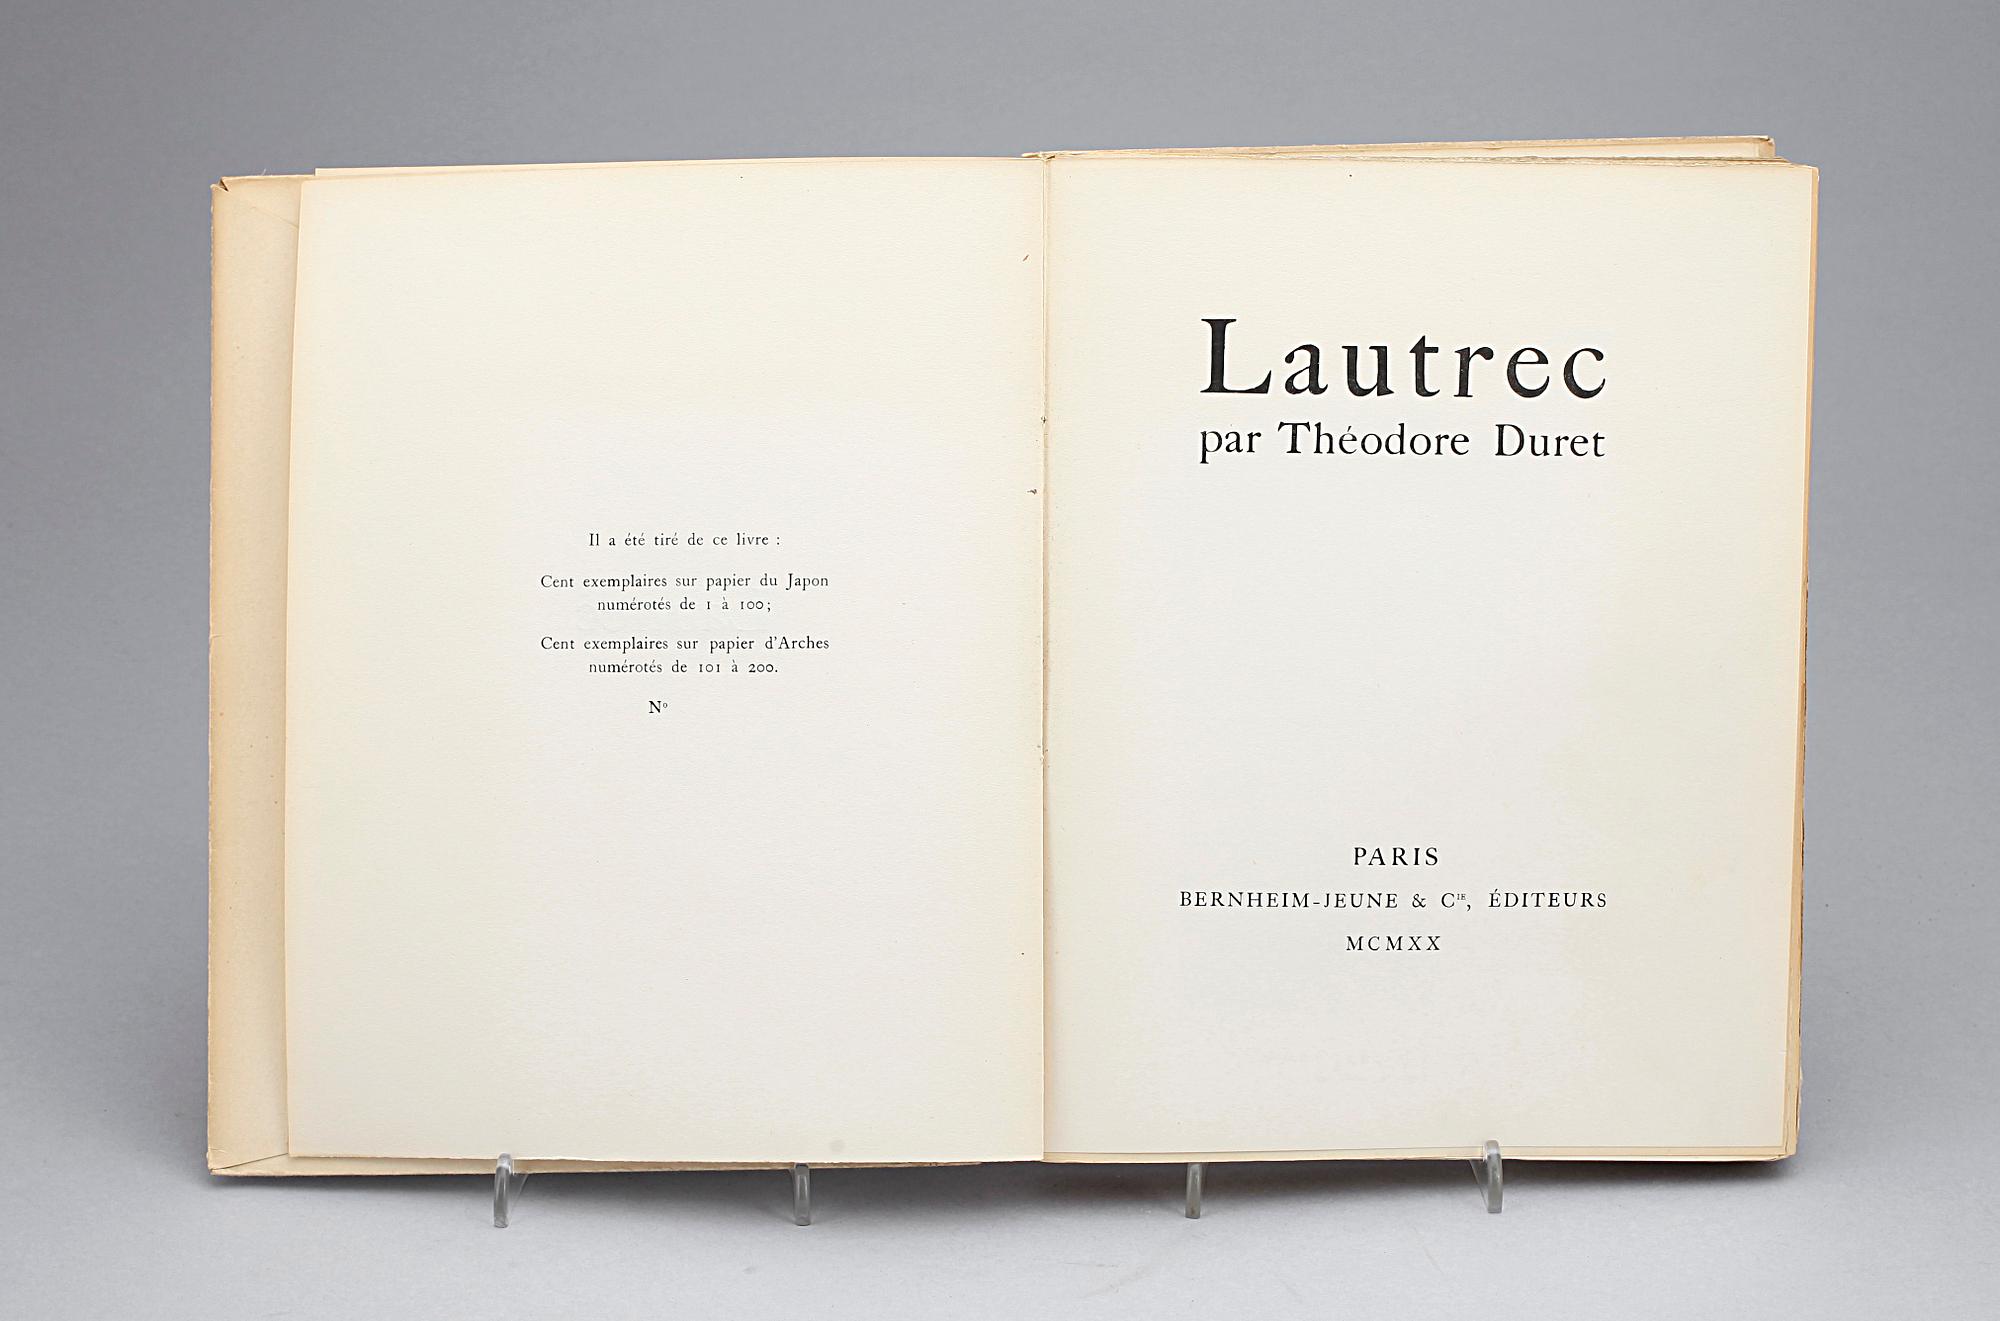 Il a été tiré de ce livre :
Cent exemplaires sur papier du Japon
numérotés de 1 à 100;
Cent exemplaires sur papier d'Arches
numérotés de 101 à 200.
Nº
Lautrec
par Théodore Duret
PARIS
BERNHEIM-JEUNE & Cᴵᴱ, ÉDITEURS
MCMXX